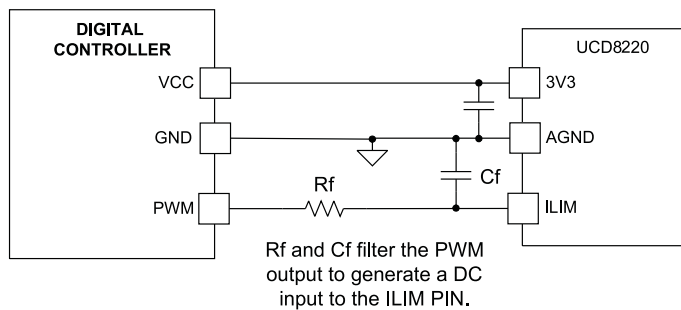 DIGITAL
CONTROLLER
UCD8220
VCC
3V3
GND
AGND
Cf
Rf
PWM
ILIM
Rf and Cf filter the PWM
output to generate a DC
input to the ILIM PIN.